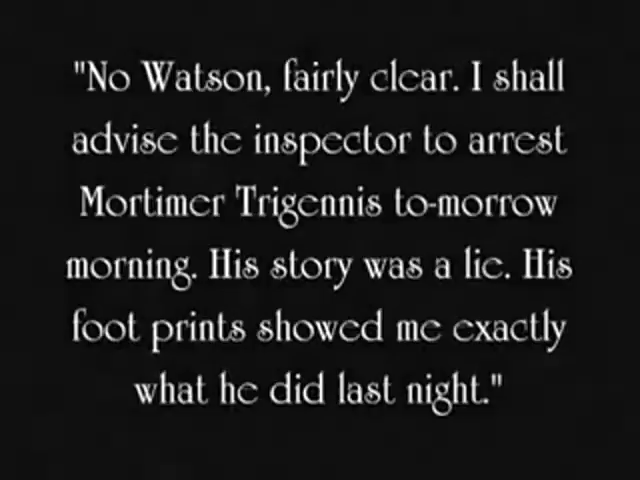 "No Watson, fairly clear. I shall
advise the inspector to arrest
Mortimer Trigennis to-morrow
morning. His story was a lie. His
foot prints showed me exactly
what he did last night."